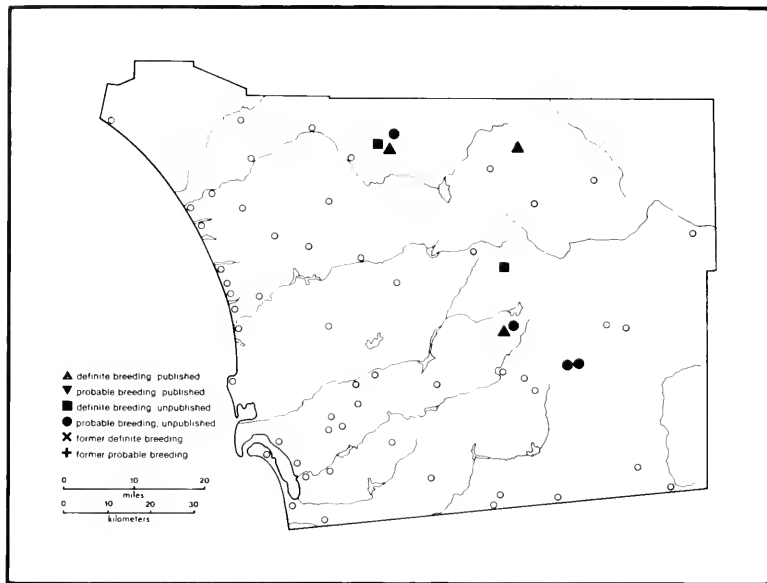 definite breeding published
probable breeding published
definite breeding unpublished
probable breeding, unpublished
former definite breeding
former probable breeding
0 10 20
miles
0 10 20 30
kilometers